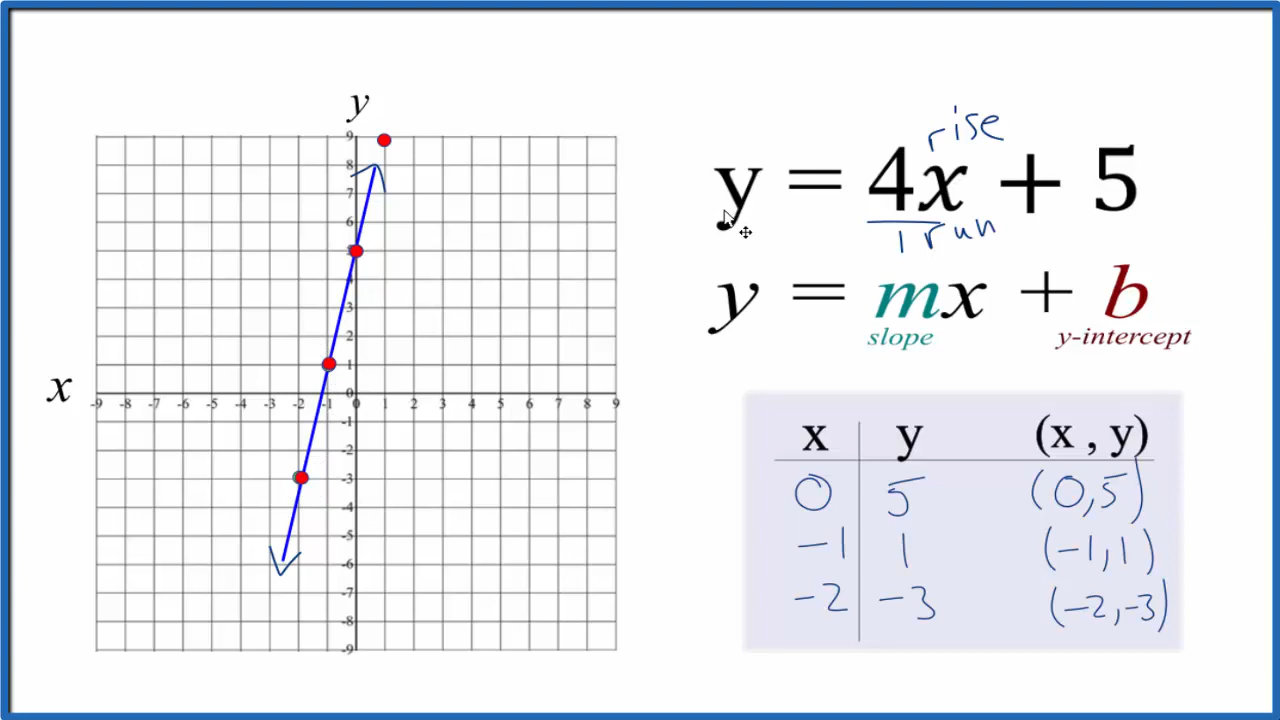 y
9
8
7
6
4
3
2
1
x
0
-9 -8 -7 -6 -5 -4 -3 -2 -1 0 1 2 3 4 5 6 7 8 9
-1
-2
-3
-4
-5
-6
-7
-8
-9
rise
y = 4x + 5
1 run
y = mx + b
slope y-intercept
x y (x , y)
0 5 (0,5)
-1 1 (-1,1)
-2 -3 (-2,-3)